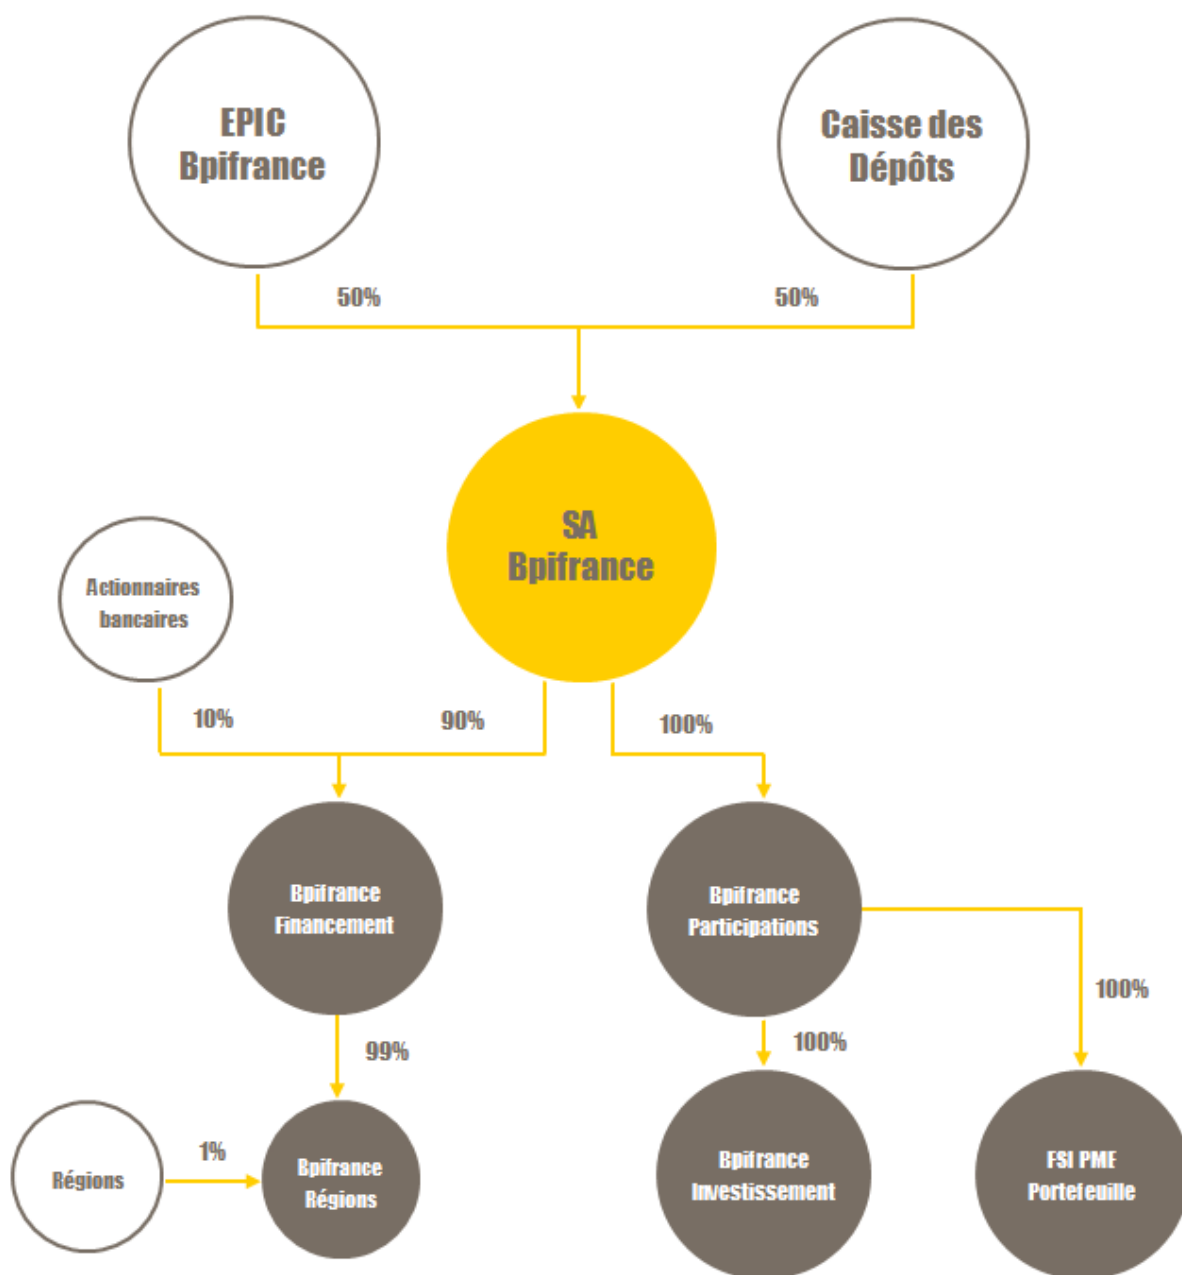 EPIC
Bpifrance
Caisse des
Dépôts
50%
50%
SA
Bpifrance
Actionnaires
bancaires
10%
90%
100%
Bpifrance
Financement
Bpifrance
Participations
100%
99%
100%
Régions
1%
Bpifrance
Régions
Bpifrance
Investissement
FSI PME
Portefeuille